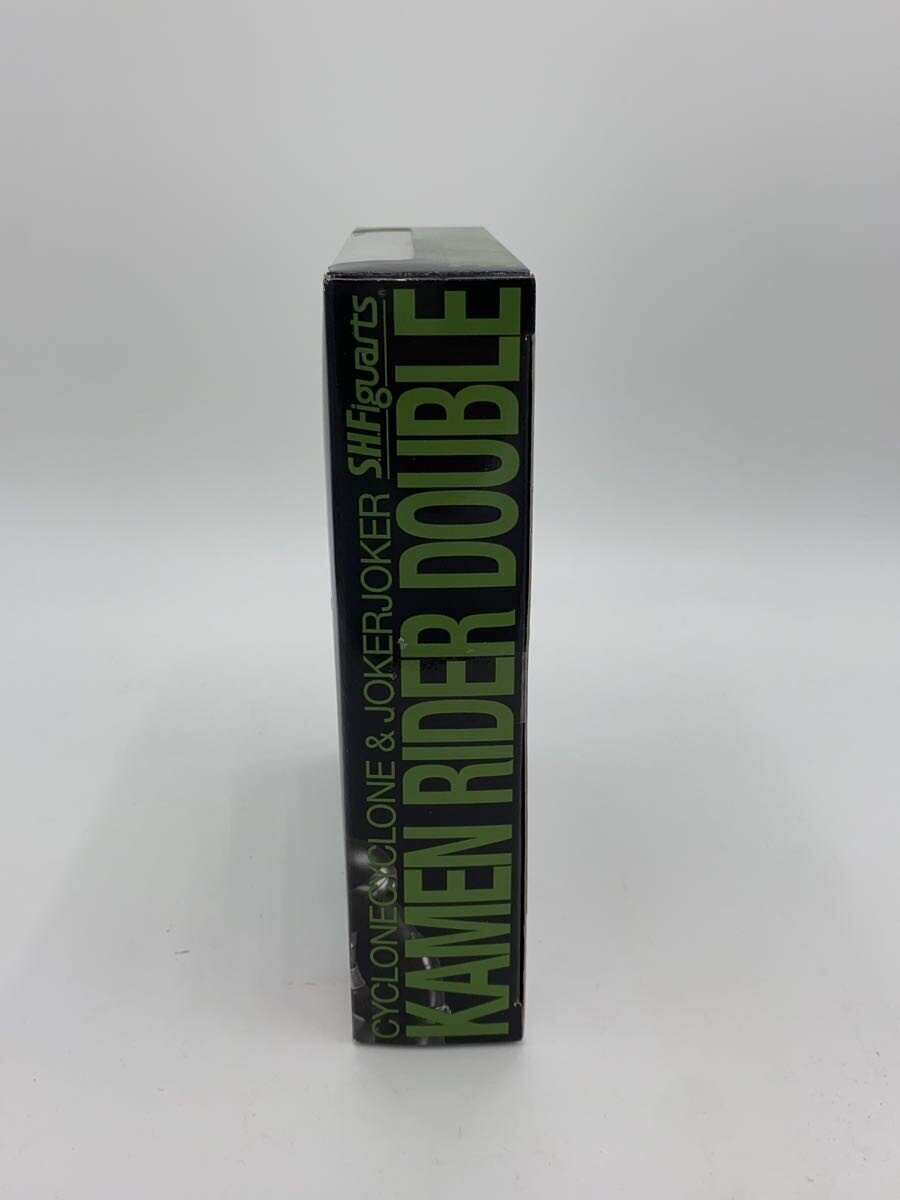 CYCLONECYCLONE & JOKERJOKER S.H.Figuarts®
KAMEN RIDER DOUBLE